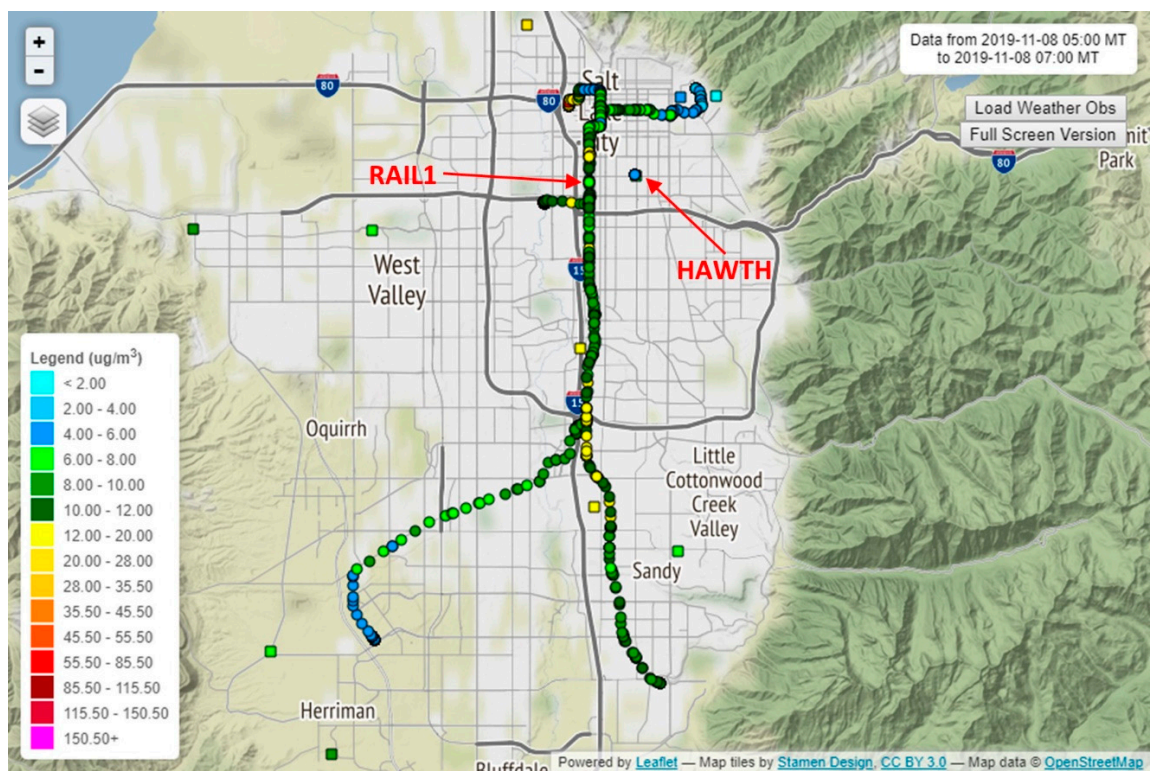 +
-
Data from 2019-11-08 05:00 MT
to 2019-11-08 07:00 MT
Load Weather Obs
Full Screen Version
80
80
80
Salt
Lake
City
Park
RAIL1
HAWTH
West
Valley
15
15
Legend (ug/m3)
< 2.00
2.00 - 4.00
4.00 - 6.00
6.00 - 8.00
8.00 - 10.00
10.00 - 12.00
12.00 - 20.00
20.00 - 28.00
28.00 - 35.50
35.50 - 45.50
45.50 - 55.50
55.50 - 85.50
85.50 - 115.50
115.50 - 150.50
150.50+
Oquirrh
Little
Cottonwood
Creek
Valley
Sandy
Herriman
Bluffdale
Powered by Leaflet — Map tiles by Stamen Design, CC BY 3.0 — Map data © OpenStreetMap